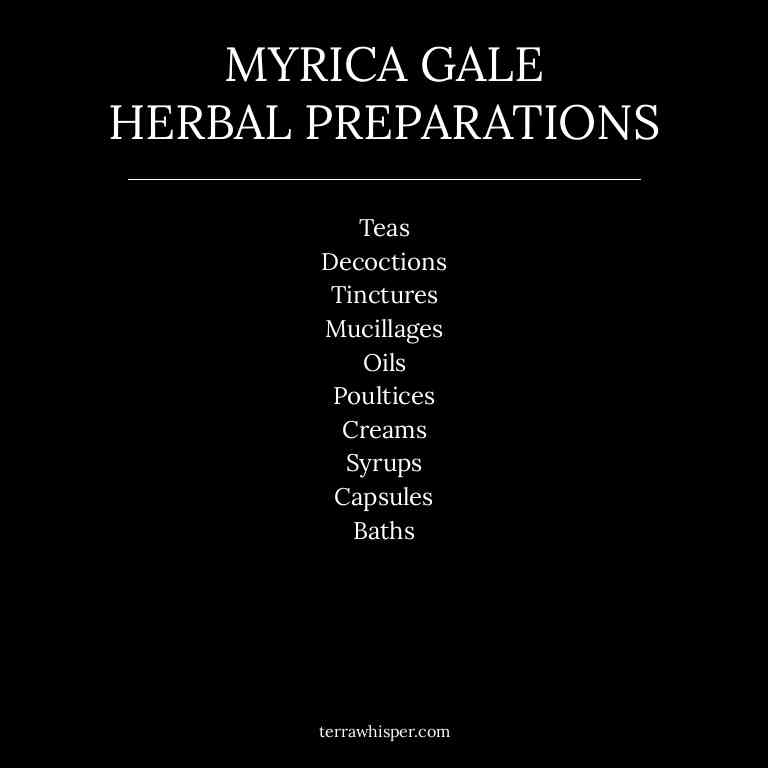 MYRICA GALE
HERBAL PREPARATIONS
Teas
Decoctions
Tinctures
Mucillages
Oils
Poultices
Creams
Syrups
Capsules
Baths
terrawhisper.com